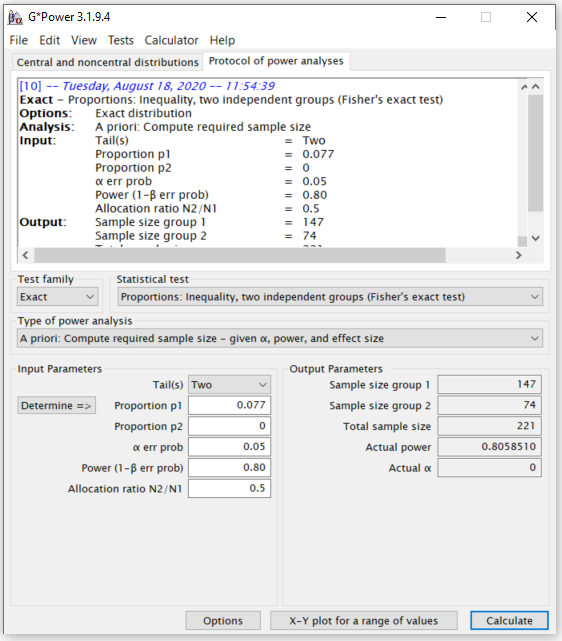 G*Power 3.1.9.4
File Edit View Tests Calculator Help
Central and noncentral distributions Protocol of power analyses
[10] -- Tuesday, August 18, 2020 -- 11:54:39
Exact – Proportions: Inequality, two independent groups (Fisher's exact test)
Options: Exact distribution
Analysis: A priori: Compute required sample size
Input: Tail(s) = Two
Proportion p1 = 0.077
Proportion p2 = 0
α err prob = 0.05
Power (1-β err prob) = 0.80
Allocation ratio N2/N1 = 0.5
Output: Sample size group 1 = 147
Sample size group 2 = 74
Test family Statistical test
Exact Proportions: Inequality, two independent groups (Fisher's exact test)
Type of power analysis
A priori: Compute required sample size – given α, power, and effect size
Input Parameters Output Parameters
Tail(s) Two Sample size group 1 147
Determine => Proportion p1 0.077 Sample size group 2 74
Proportion p2 0 Total sample size 221
α err prob 0.05 Actual power 0.8058510
Power (1-β err prob) 0.80 Actual α 0
Allocation ratio N2/N1 0.5
Options X-Y plot for a range of values Calculate